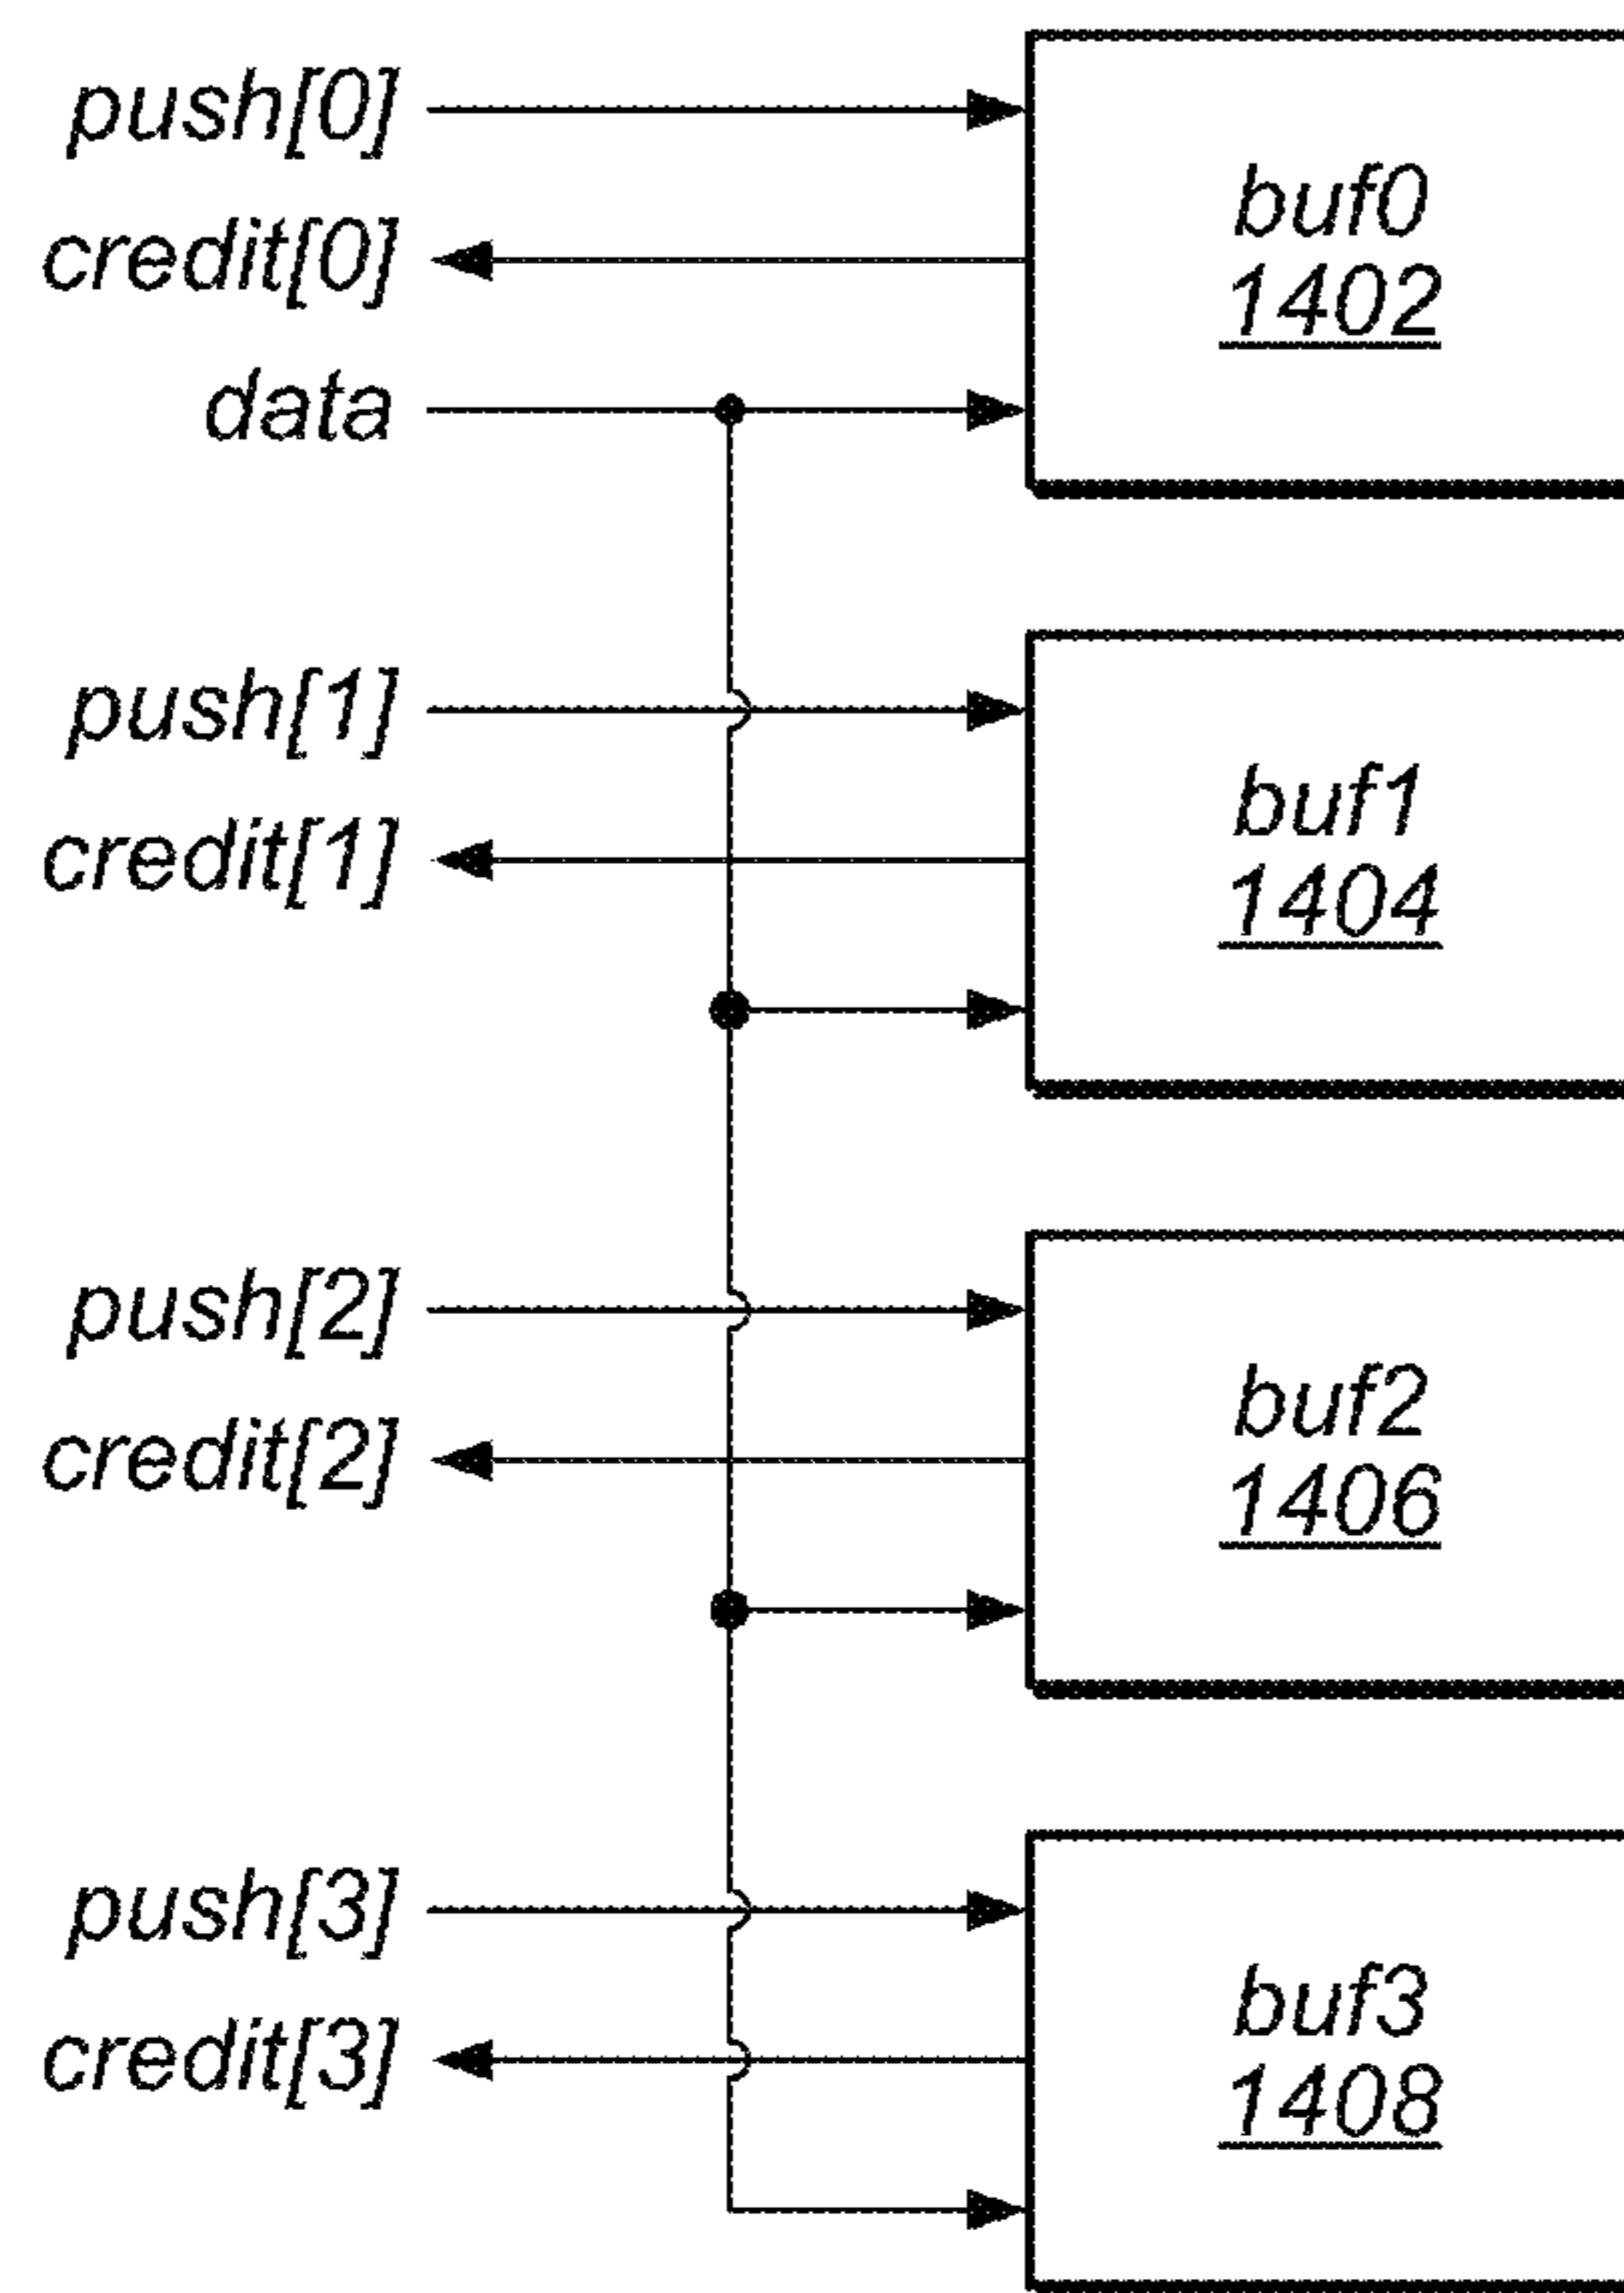 push[0]
credit[0]
data
buf0
1402
push[1]
credit[1]
buf1
1404
push[2]
credit[2]
buf2
1406
push[3]
credit[3]
buf3
1408